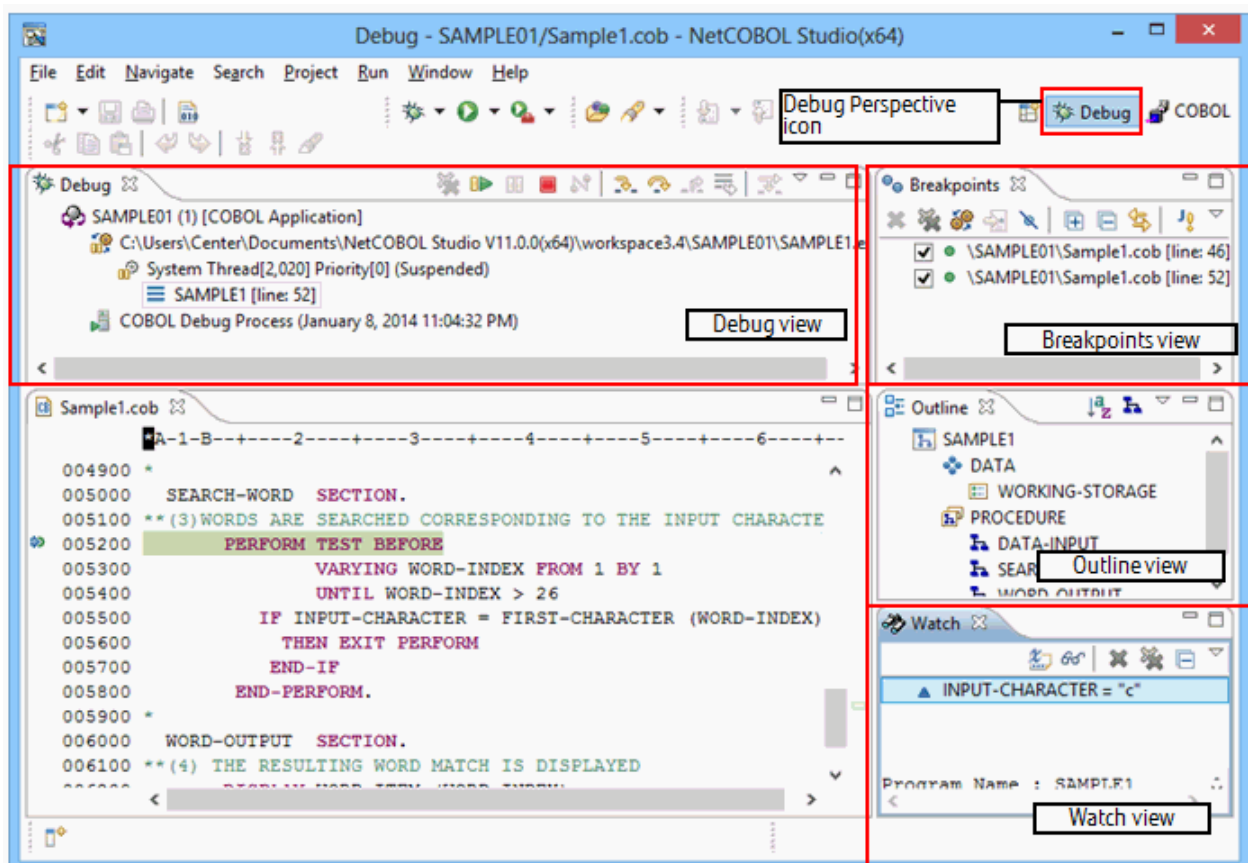 Debug - SAMPLE01/Sample1.cob - NetCOBOL Studio(x64)
File Edit Navigate Search Project Run Window Help
Debug Perspective
icon
Debug
COBOL
Debug
SAMPLE01 (1) [COBOL Application]
C:\Users\Center\Documents\NetCOBOL Studio V11.0.0(x64)\workspace3.4\SAMPLE01\SAMPLE1.e
System Thread[2,020] Priority[0] (Suspended)
SAMPLE1 [line: 52]
COBOL Debug Process (January 8, 2014 11:04:32 PM)
Debug view
Breakpoints
\SAMPLE01\Sample1.cob [line: 46]
\SAMPLE01\Sample1.cob [line: 52]
Breakpoints view
Sample1.cob
*A-1-B--+----2----+----3----+----4----+----5----+----6----+--
004900 *
005000 SEARCH-WORD SECTION.
005100 **(3)WORDS ARE SEARCHED CORRESPONDING TO THE INPUT CHARACTE
005200 PERFORM TEST BEFORE
005300 VARYING WORD-INDEX FROM 1 BY 1
005400 UNTIL WORD-INDEX > 26
005500 IF INPUT-CHARACTER = FIRST-CHARACTER (WORD-INDEX)
005600 THEN EXIT PERFORM
005700 END-IF
005800 END-PERFORM.
005900 *
006000 WORD-OUTPUT SECTION.
006100 **(4) THE RESULTING WORD MATCH IS DISPLAYED
Outline
SAMPLE1
DATA
WORKING-STORAGE
PROCEDURE
DATA-INPUT
SEAR
WORD-OUTPUT
Outline view
Watch
INPUT-CHARACTER = "c"
Program Name : SAMPLE1
Watch view